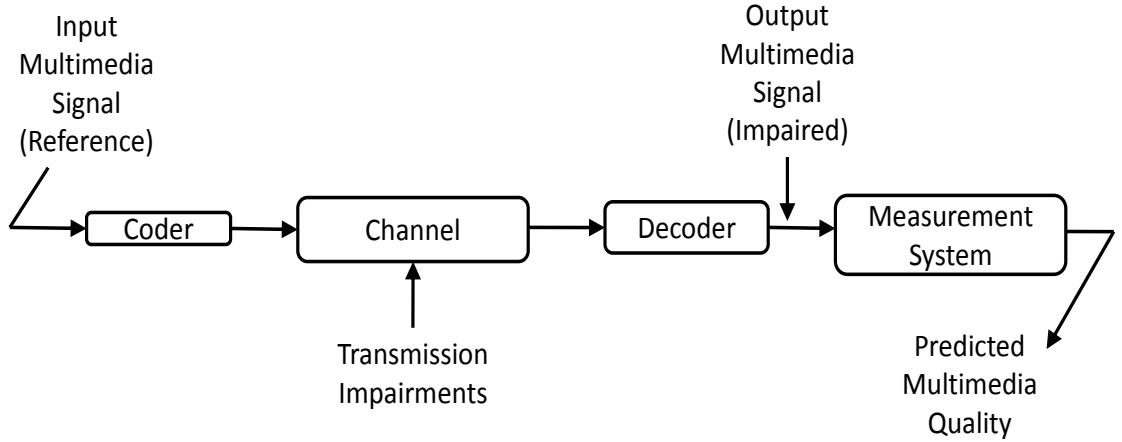 Input
Multimedia
Signal
(Reference)
Output
Multimedia
Signal
(Impaired)
Coder
Channel
Decoder
Measurement
System
Transmission
Impairments
Predicted
Multimedia
Quality